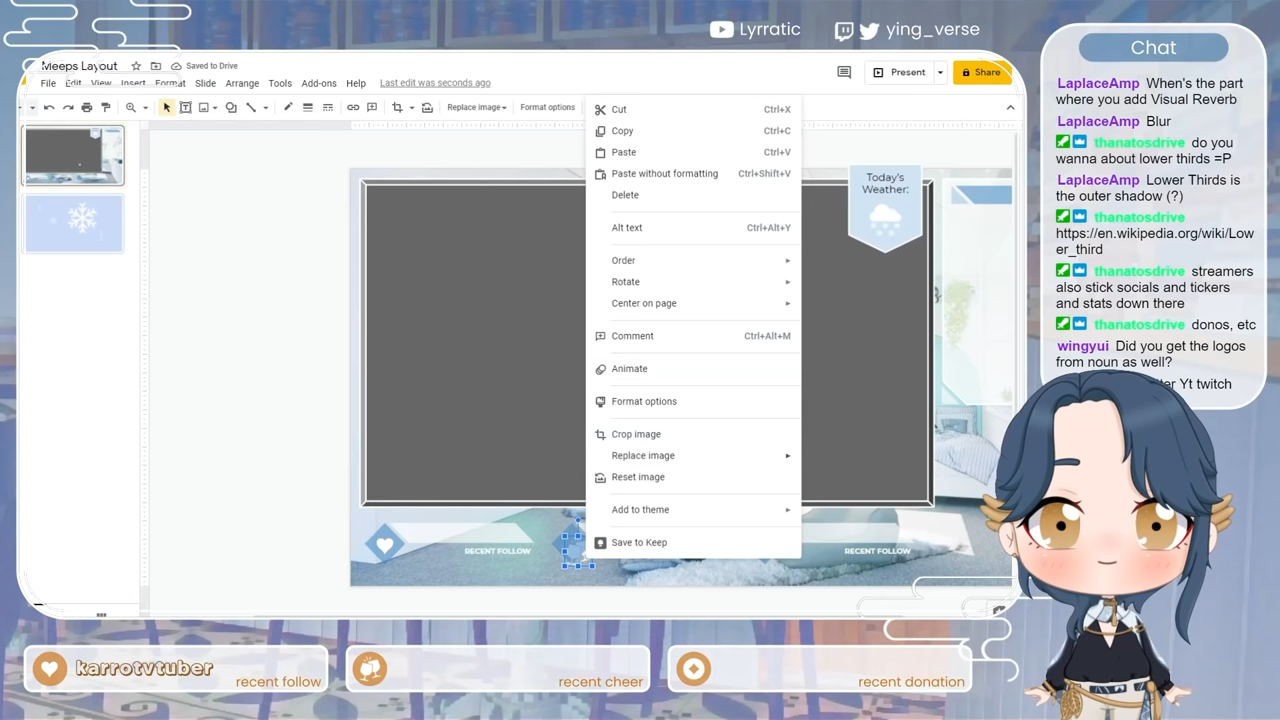 Lyrratic
ying_verse
Meeps Layout
Saved to Drive
File Edit View Insert Format Slide Arrange Tools Add-ons Help Last edit was seconds ago
Present
Share
Replace image
Format options
Cut Ctrl+X
Copy Ctrl+C
Paste Ctrl+V
Paste without formatting Ctrl+Shift+V
Delete
Alt text Ctrl+Alt+Y
Order
Rotate
Center on page
Comment Ctrl+Alt+M
Animate
Format options
Crop image
Replace image
Reset image
Add to theme
Save to Keep
Today's
Weather:
RECENT FOLLOW
RECENT FOLLOW
Chat
LaplaceAmp When's the part
where you add Visual Reverb
LaplaceAmp Blur
thanatosdrive do you
wanna about lower thirds =P
LaplaceAmp Lower Thirds is
the outer shadow (?)
thanatosdrive
https://en.wikipedia.org/wiki/Low
er_third
thanatosdrive streamers
also stick socials and tickers
and stats down there
thanatosdrive donos, etc
wingyui Did you get the logos
from noun as well?
Yt twitch
karrotvtuber
recent follow
recent cheer
recent donation